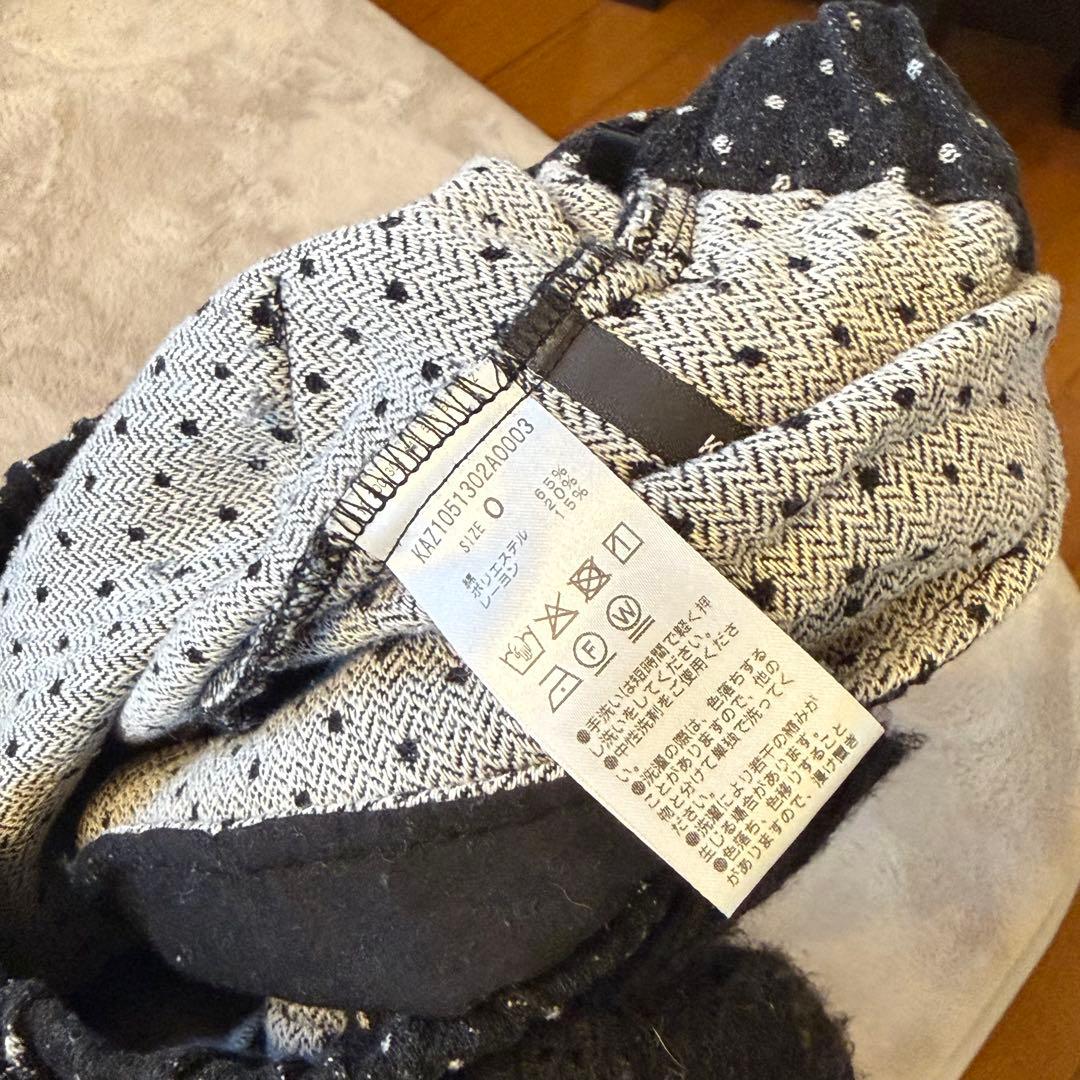 KAZ1051302A0003
SIZE 0
綿 65%
ポリエステル 20%
レーヨン 15%
F W
●手洗いは短時間で軽く押
し洗いをしてください。
●中性洗剤をご使用くださ
い。
●洗濯の際は、色落ちする
ことがありますので、他の
物と分けて単独で洗って
ください。
●洗濯により若干の縮みが
生じる場合があります。
●色落ち、色移りすること
がありますので、